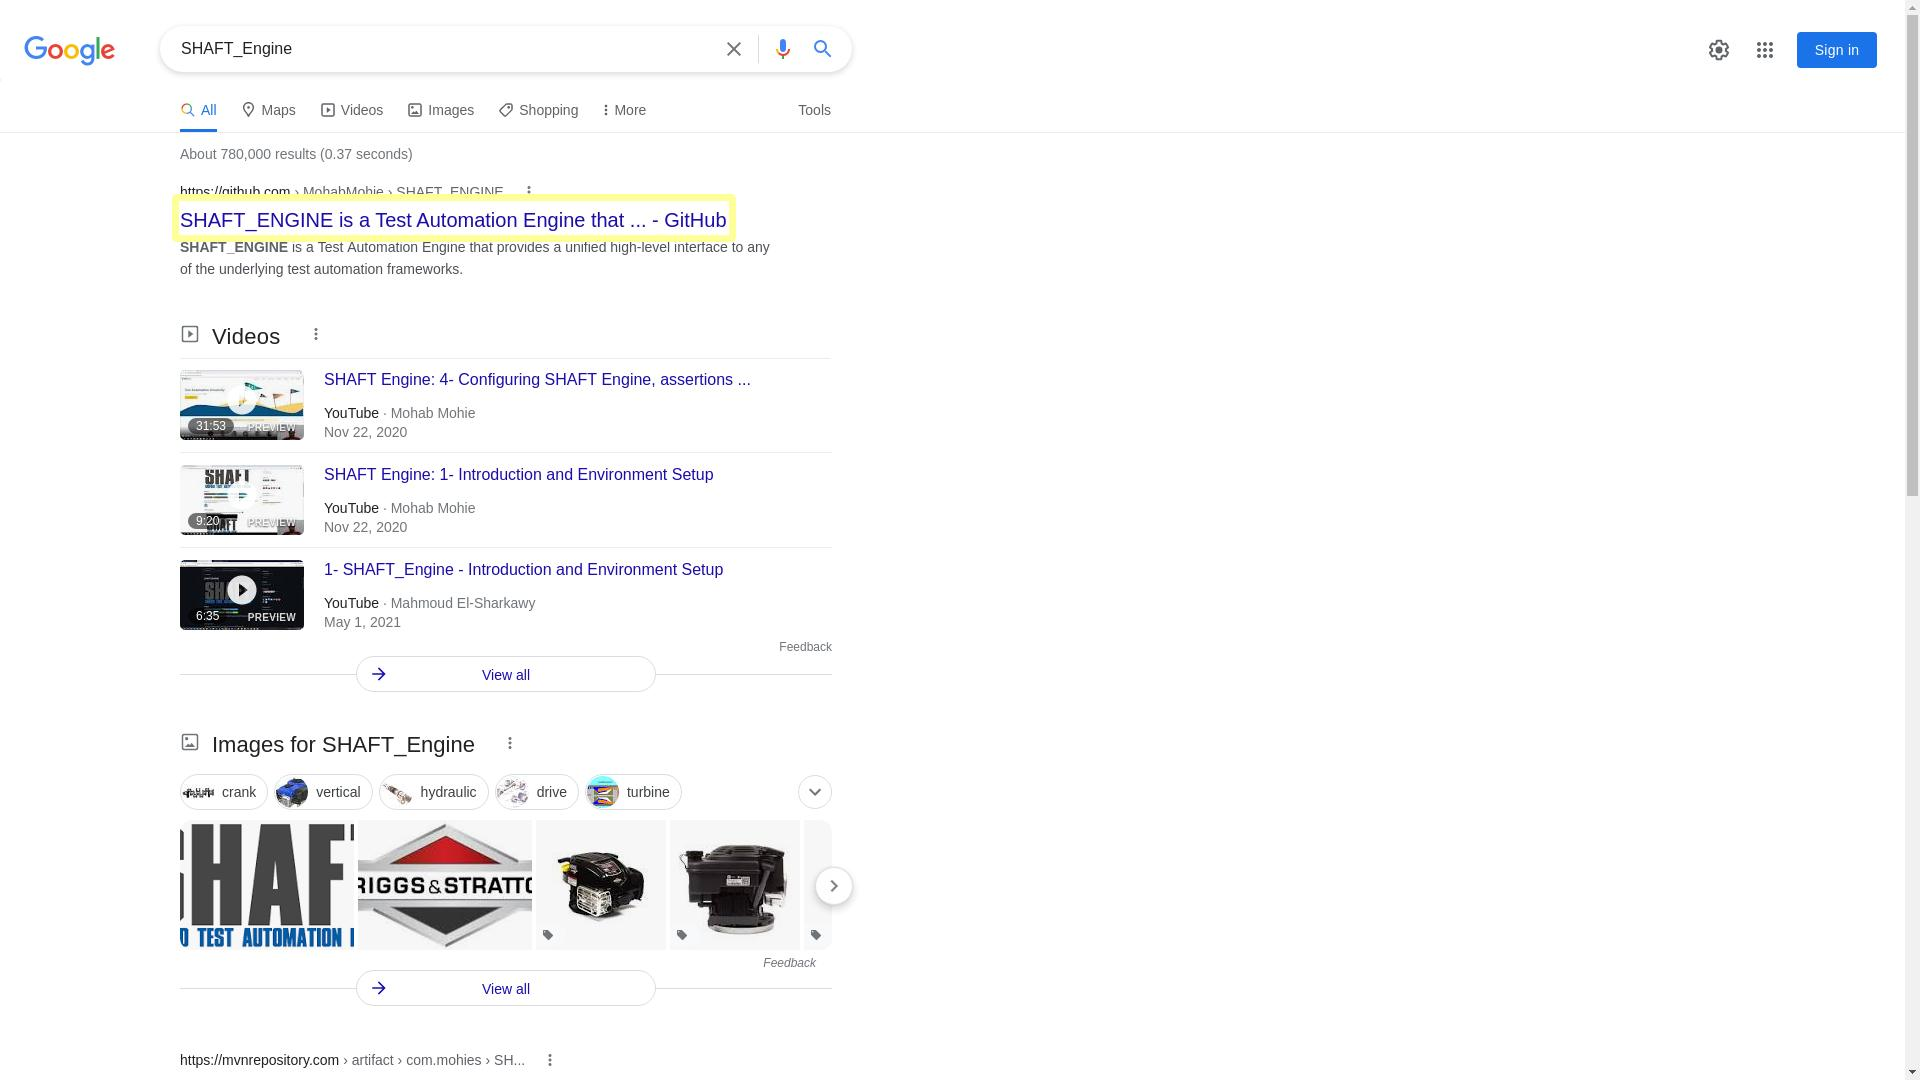 Google
SHAFT_Engine
Sign in
All
Maps
Videos
Images
Shopping
More
Tools
About 780,000 results (0.37 seconds)
https://github.com › MohabMohie › SHAFT_ENGINE
SHAFT_ENGINE is a Test Automation Engine that ... - GitHub
SHAFT_ENGINE is a Test Automation Engine that provides a unified high-level interface to any
of the underlying test automation frameworks.
Videos
SHAFT Engine: 4- Configuring SHAFT Engine, assertions ...
31:53
PREVIEW
YouTube · Mohab Mohie
Nov 22, 2020
SHAFT Engine: 1- Introduction and Environment Setup
SHAFT
9:20
PREVIEW
YouTube · Mohab Mohie
Nov 22, 2020
1- SHAFT_Engine - Introduction and Environment Setup
6:35
PREVIEW
YouTube · Mahmoud El-Sharkawy
May 1, 2021
Feedback
View all
Images for SHAFT_Engine
crank
vertical
hydraulic
drive
turbine
SHAF
TEST AUTOMATION
RIGGS & STRATTO
Feedback
View all
https://mvnrepository.com › artifact › com.mohies › SH...